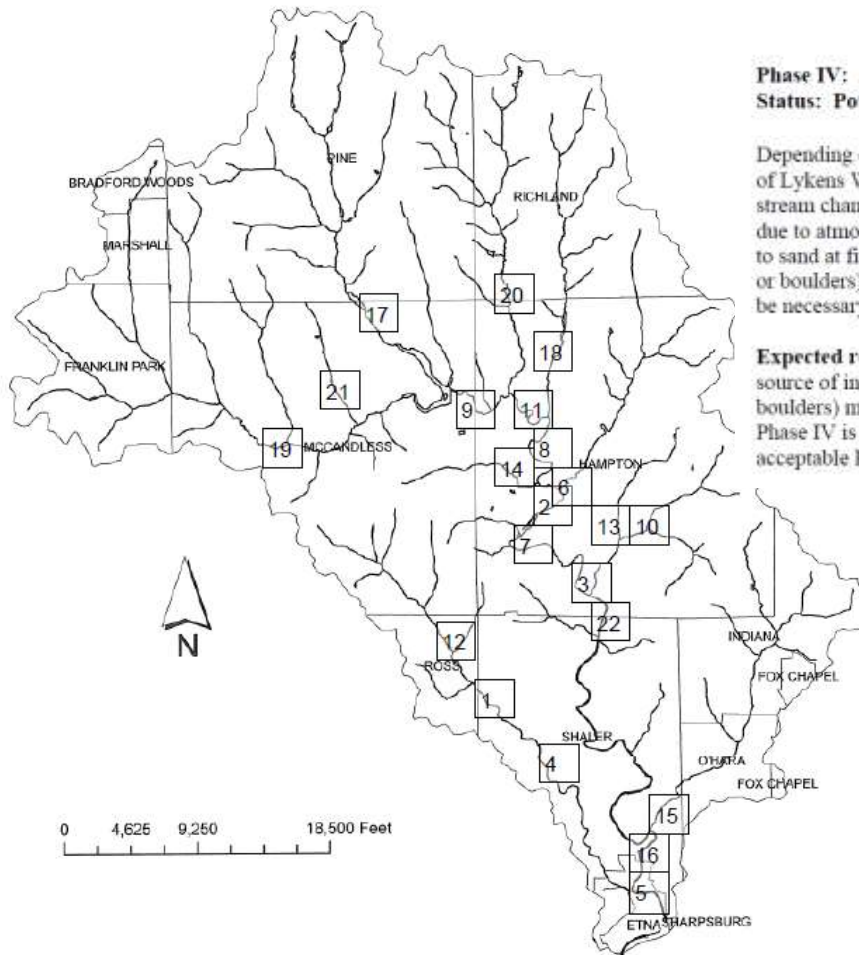 Phase IV:
Status: Po
Depending
of Lykens
stream chan
due to atmo
to sand at fi
or boulders)
be necessary
Expected r
source of in
boulders) m
Phase IV is
acceptable
PINE
BRADFORD WOODS
RICHLAND
MARSHALL
20
17
18
FRANKLIN PARK
21
9
11
19
MCCANDLESS
8
14
HAMPTON
6
2
13
10
7
3
22
N
12
INDIANA
ROSS
FOX CHAPEL
1
SHALER
4
O'HARA
FOX CHAPEL
15
0 4,625 9,250 18,500 Feet
16
5
ETNA
SHARPSBURG